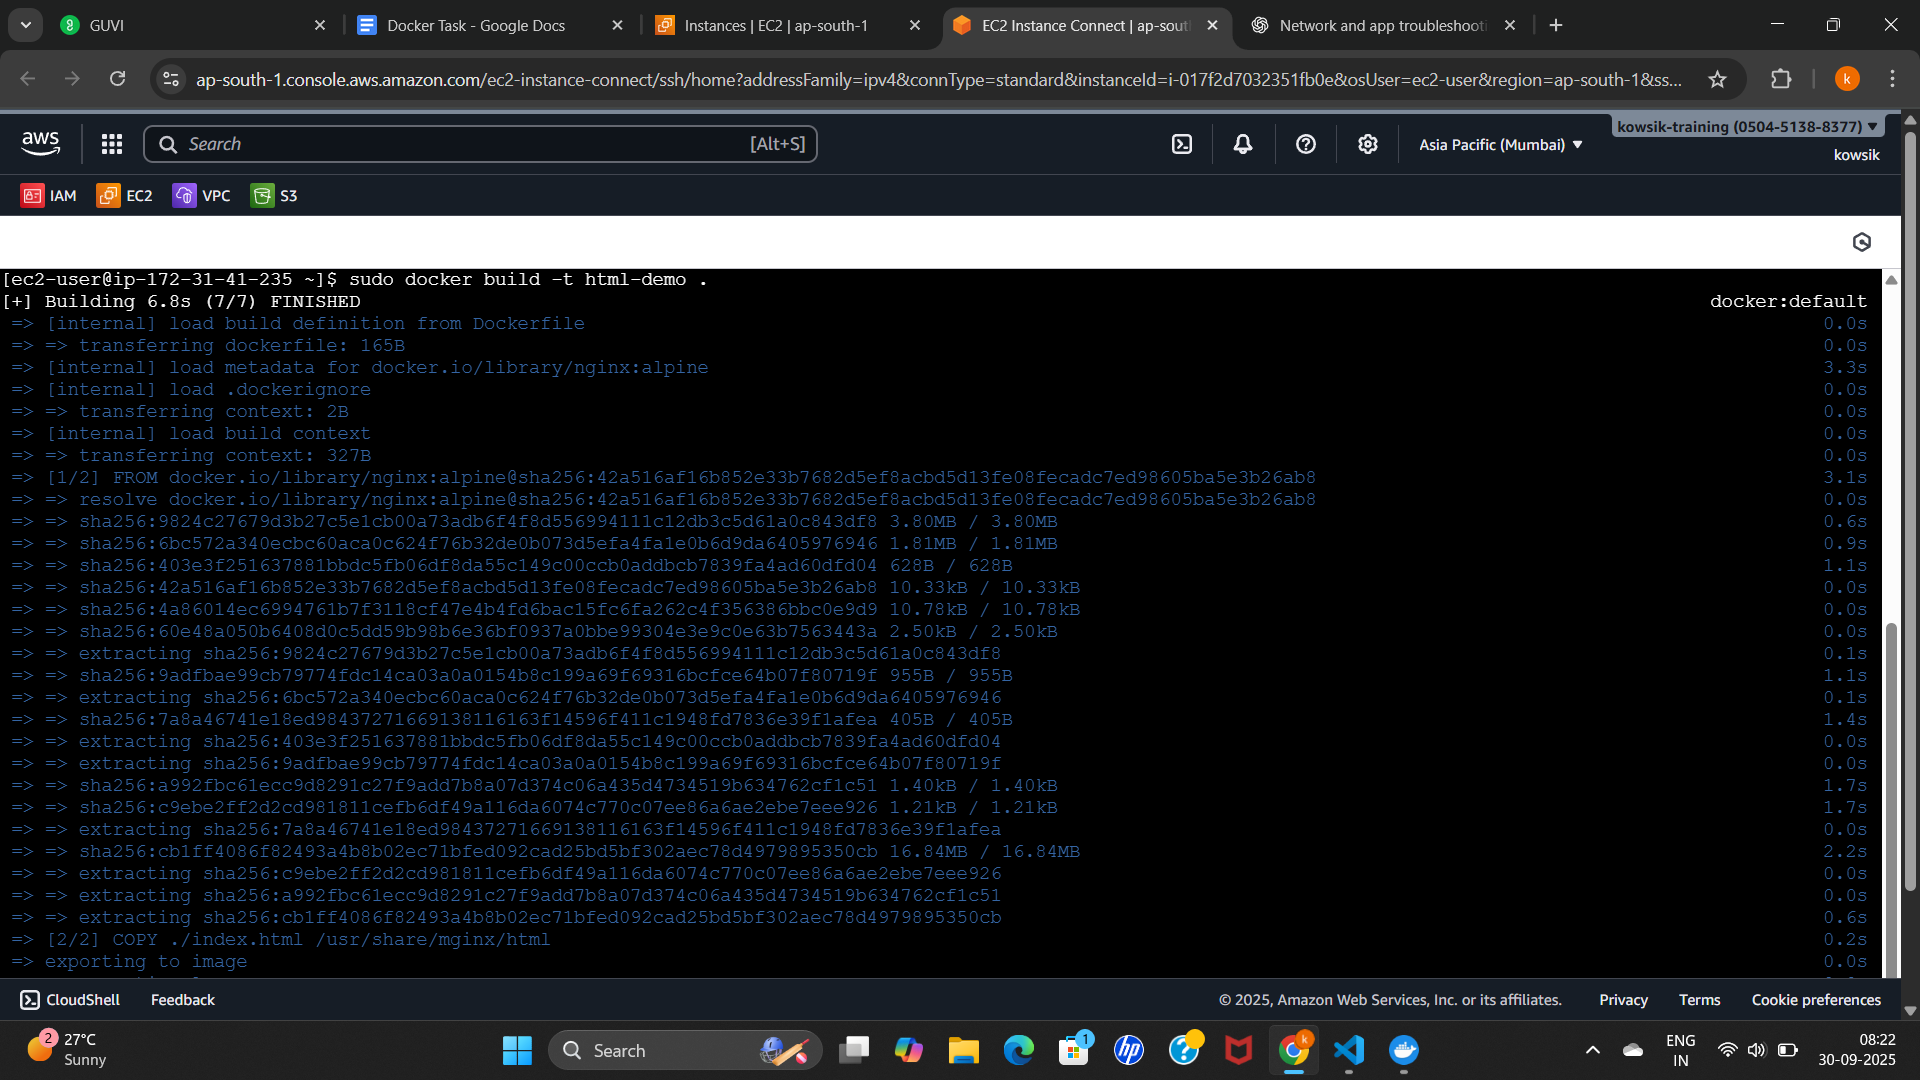 GUVI
Docker Task - Google Docs
Instances | EC2 | ap-south-1
EC2 Instance Connect | ap-sout
Network and app troubleshooti
ap-south-1.console.aws.amazon.com/ec2-instance-connect/ssh/home?addressFamily=ipv4&connType=standard&instanceId=i-017f2d7032351fb0e&osUser=ec2-user&region=ap-south-1&ss...
k
aws
Search
[Alt+S]
Asia Pacific (Mumbai)
kowsik-training (0504-5138-8377)
kowsik
IAM
EC2
VPC
S3
[ec2-user@ip-172-31-41-235 ~]$ sudo docker build -t html-demo .
[+] Building 6.8s (7/7) FINISHED docker:default
=> [internal] load build definition from Dockerfile 0.0s
=> => transferring dockerfile: 165B 0.0s
=> [internal] load metadata for docker.io/library/nginx:alpine 3.3s
=> [internal] load .dockerignore 0.0s
=> => transferring context: 2B 0.0s
=> [internal] load build context 0.0s
=> => transferring context: 327B 0.0s
=> [1/2] FROM docker.io/library/nginx:alpine@sha256:42a516af16b852e33b7682d5ef8acbd5d13fe08fecadc7ed98605ba5e3b26ab8 3.1s
=> => resolve docker.io/library/nginx:alpine@sha256:42a516af16b852e33b7682d5ef8acbd5d13fe08fecadc7ed98605ba5e3b26ab8 0.0s
=> => sha256:9824c27679d3b27c5e1cb00a73adb6f4f8d556994111c12db3c5d61a0c843df8 3.80MB / 3.80MB 0.6s
=> => sha256:6bc572a340ecbc60aca0c624f76b32de0b073d5efa4fa1e0b6d9da6405976946 1.81MB / 1.81MB 0.9s
=> => sha256:403e3f251637881bbdc5fb06df8da55c149c00ccb0addbcb7839fa4ad60dfd04 628B / 628B 1.1s
=> => sha256:42a516af16b852e33b7682d5ef8acbd5d13fe08fecadc7ed98605ba5e3b26ab8 10.33kB / 10.33kB 0.0s
=> => sha256:4a86014ec6994761b7f3118cf47e4b4fd6bac15fc6fa262c4f356386bbc0e9d9 10.78kB / 10.78kB 0.0s
=> => sha256:60e48a050b6408d0c5dd59b98b6e36bf0937a0bbe99304e3e9c0e63b7563443a 2.50kB / 2.50kB 0.0s
=> => extracting sha256:9824c27679d3b27c5e1cb00a73adb6f4f8d556994111c12db3c5d61a0c843df8 0.1s
=> => sha256:9adfbae99cb79774fdc14ca03a0a0154b8c199a69f69316bcfce64b07f80719f 955B / 955B 1.1s
=> => extracting sha256:6bc572a340ecbc60aca0c624f76b32de0b073d5efa4fa1e0b6d9da6405976946 0.1s
=> => sha256:7a8a46741e18ed98437271669138116163f14596f411c1948fd7836e39f1afea 405B / 405B 1.4s
=> => extracting sha256:403e3f251637881bbdc5fb06df8da55c149c00ccb0addbcb7839fa4ad60dfd04 0.0s
=> => extracting sha256:9adfbae99cb79774fdc14ca03a0a0154b8c199a69f69316bcfce64b07f80719f 0.0s
=> => sha256:a992fbc61ecc9d8291c27f9add7b8a07d374c06a435d4734519b634762cf1c51 1.40kB / 1.40kB 1.7s
=> => sha256:c9ebe2ff2d2cd981811cefb6df49a116da6074c770c07ee86a6ae2ebe7eee926 1.21kB / 1.21kB 1.7s
=> => extracting sha256:7a8a46741e18ed98437271669138116163f14596f411c1948fd7836e39f1afea 0.0s
=> => sha256:cb1ff4086f82493a4b8b02ec71bfed092cad25bd5bf302aec78d4979895350cb 16.84MB / 16.84MB 2.2s
=> => extracting sha256:c9ebe2ff2d2cd981811cefb6df49a116da6074c770c07ee86a6ae2ebe7eee926 0.0s
=> => extracting sha256:a992fbc61ecc9d8291c27f9add7b8a07d374c06a435d4734519b634762cf1c51 0.0s
=> => extracting sha256:cb1ff4086f82493a4b8b02ec71bfed092cad25bd5bf302aec78d4979895350cb 0.6s
=> [2/2] COPY ./index.html /usr/share/mginx/html 0.2s
=> exporting to image 0.0s
CloudShell
Feedback
© 2025, Amazon Web Services, Inc. or its affiliates.
Privacy
Terms
Cookie preferences
2
27°C
Sunny
Search
1
hp
k
ENG
IN
08:22
30-09-2025